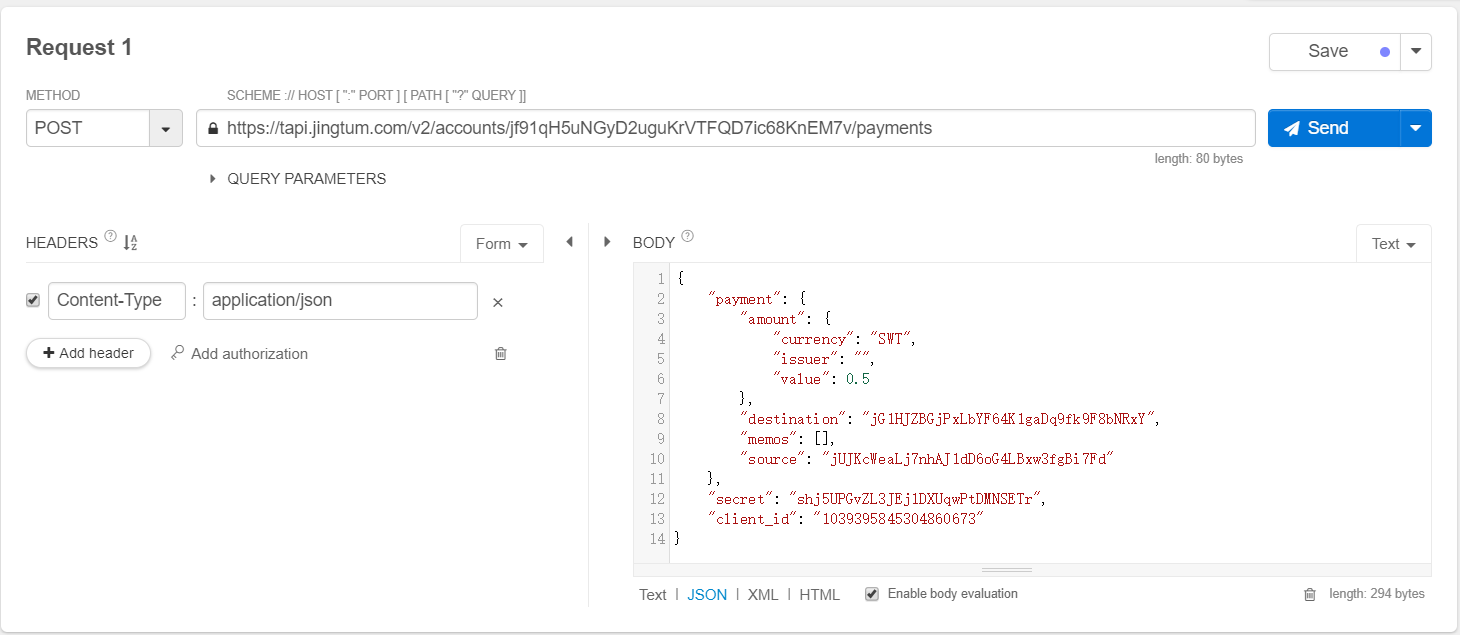 Request 1
Save
METHOD
SCHEME :// HOST [ ":" PORT ] [ PATH [ "?" QUERY ]]
POST
https://tapi.jingtum.com/v2/accounts/jf91qH5uNGyD2uguKrVTFQD7ic68KnEM7v/payments
Send
length: 80 bytes
QUERY PARAMETERS
HEADERS ?
Form
BODY ?
Text
Content-Type : application/json
Add header
Add authorization
1 {
2 "payment": {
3 "amount": {
4 "currency": "SWT",
5 "issuer": "",
6 "value": 0.5
7 },
8 "destination": "jG1HJZBGjPxLbYF64K1gaDq9fk9F8bNRxY",
9 "memos": [],
10 "source": "jUJKcWeaLj7nhAJ1dD6oG4LBxw3fgBi7Fd"
11 },
12 "secret": "shj5UPGvZL3JEj1DXUqwPtDMNSETr",
13 "client_id": "1039395845304860673"
14 }
Text | JSON | XML | HTML
Enable body evaluation
length: 294 bytes